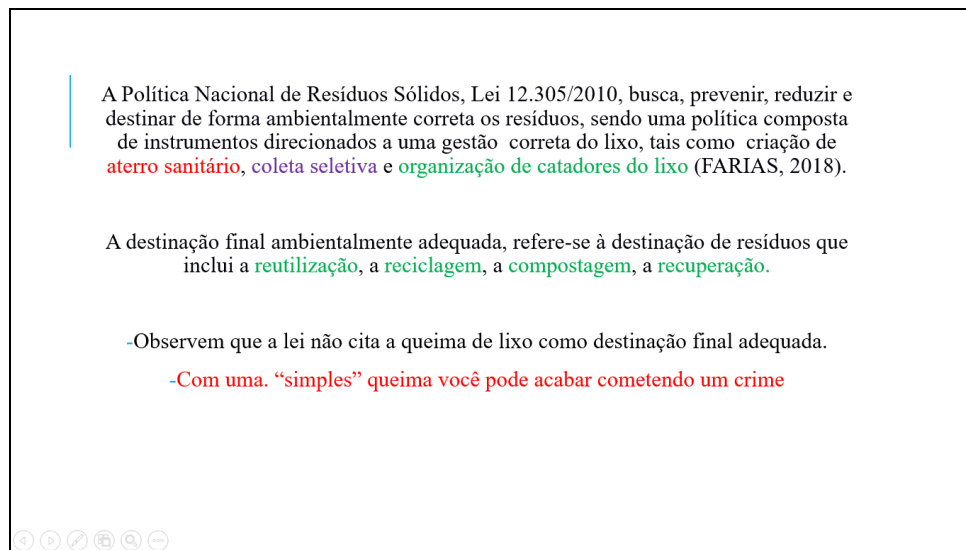 A Política Nacional de Resíduos Sólidos, Lei 12.305/2010, busca, prevenir, reduzir e
destinar de forma ambientalmente correta os resíduos, sendo uma política composta
de instrumentos direcionados a uma gestão correta do lixo, tais como criação de
aterro sanitário, coleta seletiva e organização de catadores do lixo (FARIAS, 2018).
A destinação final ambientalmente adequada, refere-se à destinação de resíduos que
inclui a reutilização, a reciclagem, a compostagem, a recuperação.
-Observem que a lei não cita a queima de lixo como destinação final adequada.
-Com uma. “simples” queima você pode acabar cometendo um crime